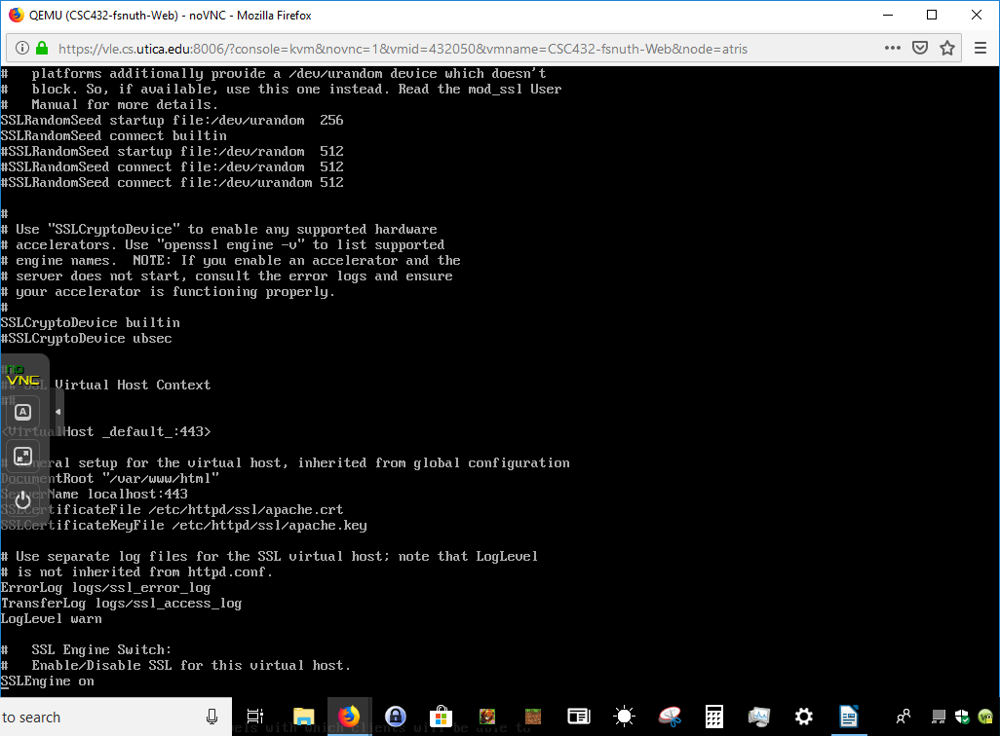 QEMU (CSC432-fsnuth-Web) - noVNC - Mozilla Firefox
https://vle.cs.utica.edu:8006/?console=kvm&novnc=1&vmid=432050&vmname=CSC432-fsnuth-Web&node=atris
#   platforms additionally provide a /dev/urandom device which doesn't
#   block. So, if available, use this one instead. Read the mod_ssl User
#   Manual for more details.
SSLRandomSeed startup file:/dev/urandom  256
SSLRandomSeed connect builtin
#SSLRandomSeed startup file:/dev/random  512
#SSLRandomSeed connect file:/dev/random  512
#SSLRandomSeed connect file:/dev/urandom 512
#
# Use "SSLCryptoDevice" to enable any supported hardware
# accelerators. Use "openssl engine -v" to list supported
# engine names.  NOTE: If you enable an accelerator and the
# server does not start, consult the error logs and ensure
# your accelerator is functioning properly.
#
SSLCryptoDevice builtin
#SSLCryptoDevice ubsec
##
## SSL Virtual Host Context
##
<VirtualHost _default_:443>
# General setup for the virtual host, inherited from global configuration
DocumentRoot "/var/www/html"
ServerName localhost:443
SSLCertificateFile /etc/httpd/ssl/apache.crt
SSLCertificateKeyFile /etc/httpd/ssl/apache.key
# Use separate log files for the SSL virtual host; note that LogLevel
# is not inherited from httpd.conf.
ErrorLog logs/ssl_error_log
TransferLog logs/ssl_access_log
LogLevel warn
#   SSL Engine Switch:
#   Enable/Disable SSL for this virtual host.
SSLEngine on
no
VNC
A
to search
with which clients will be able to